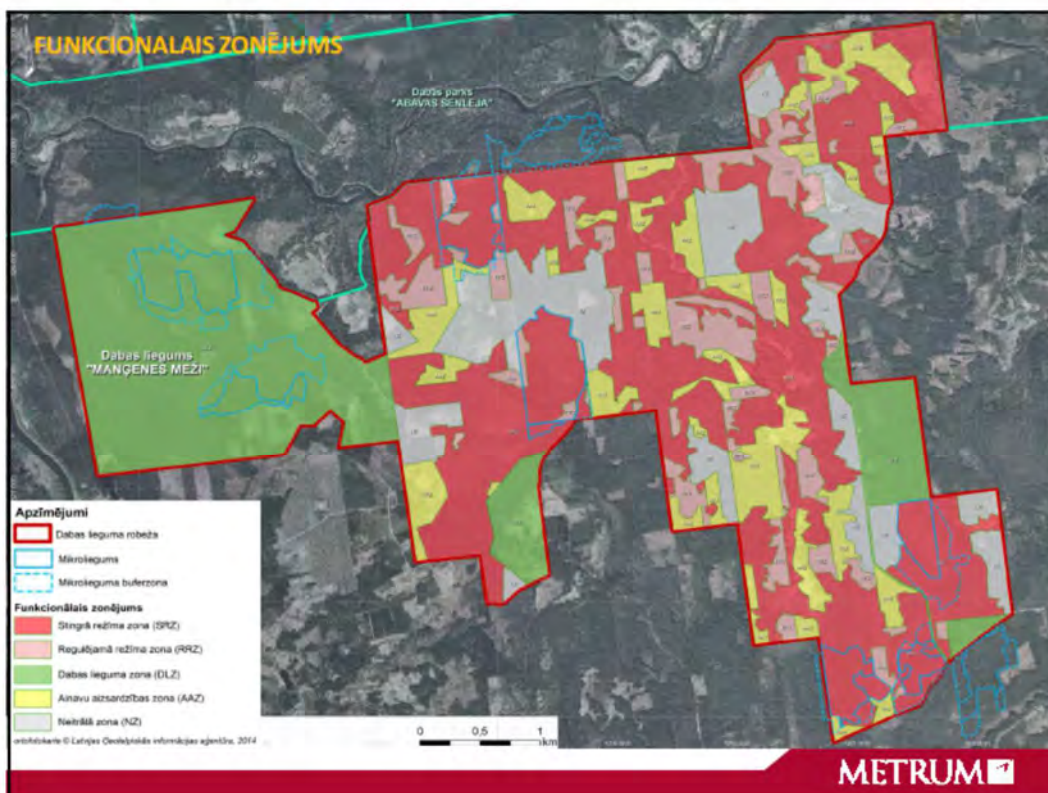 FUNKCIONALAIS ZONĒJUMS
Dabas parks
"ABAVAS SENLEJA"
Dabas liegums
"MAŅĢENES MEŽI"
Apzīmējumi
Dabas lieguma robeža
Mikroliegums
Mikrolieguma buferzona
Funkcionālais zonējums
Stingrā režīma zona (SRZ)
Regulējamā režīma zona (RRZ)
Dabas lieguma zona (DLZ)
Ainavu aizsardzības zona (AAZ)
Neitrālā zona (NZ)
ortofotokarte © Latvijas Ģeotelpiskās informācijas aģentūra, 2014
0 0,5 1
km
METRUM